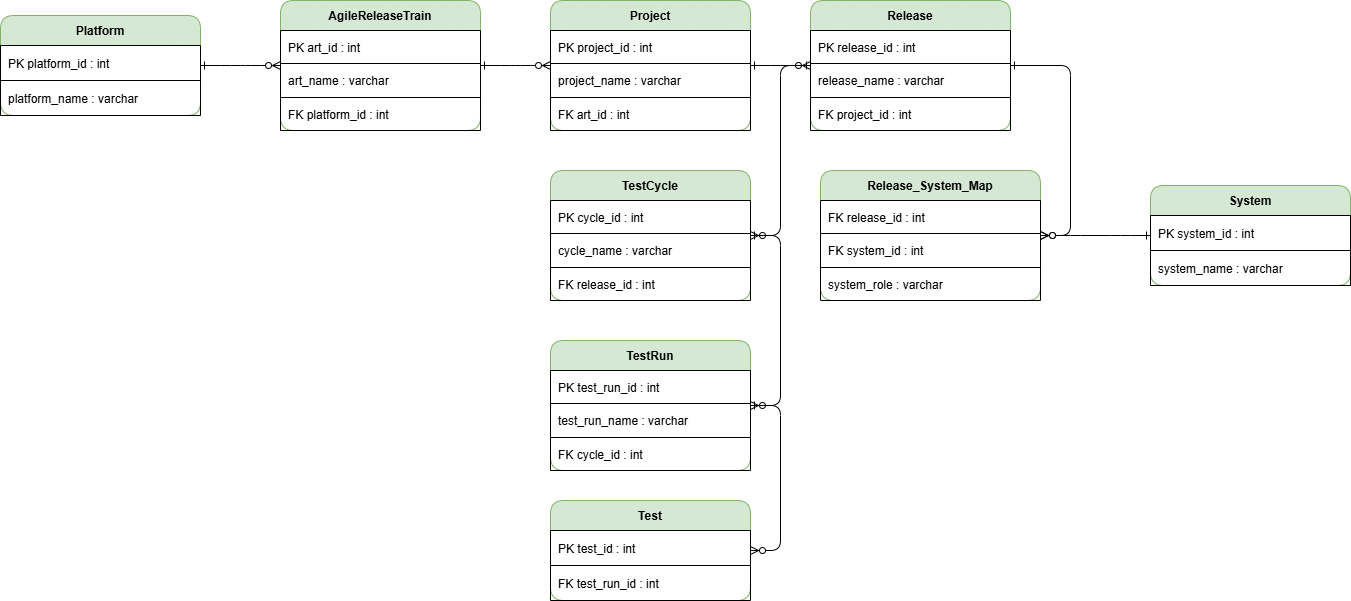 Platform
PK platform_id : int
platform_name : varchar
AgileReleaseTrain
PK art_id : int
art_name : varchar
FK platform_id : int
Project
PK project_id : int
project_name : varchar
FK art_id : int
Release
PK release_id : int
release_name : varchar
FK project_id : int
TestCycle
PK cycle_id : int
cycle_name : varchar
FK release_id : int
Release_System_Map
FK release_id : int
FK system_id : int
system_role : varchar
System
PK system_id : int
system_name : varchar
TestRun
PK test_run_id : int
test_run_name : varchar
FK cycle_id : int
Test
PK test_id : int
FK test_run_id : int